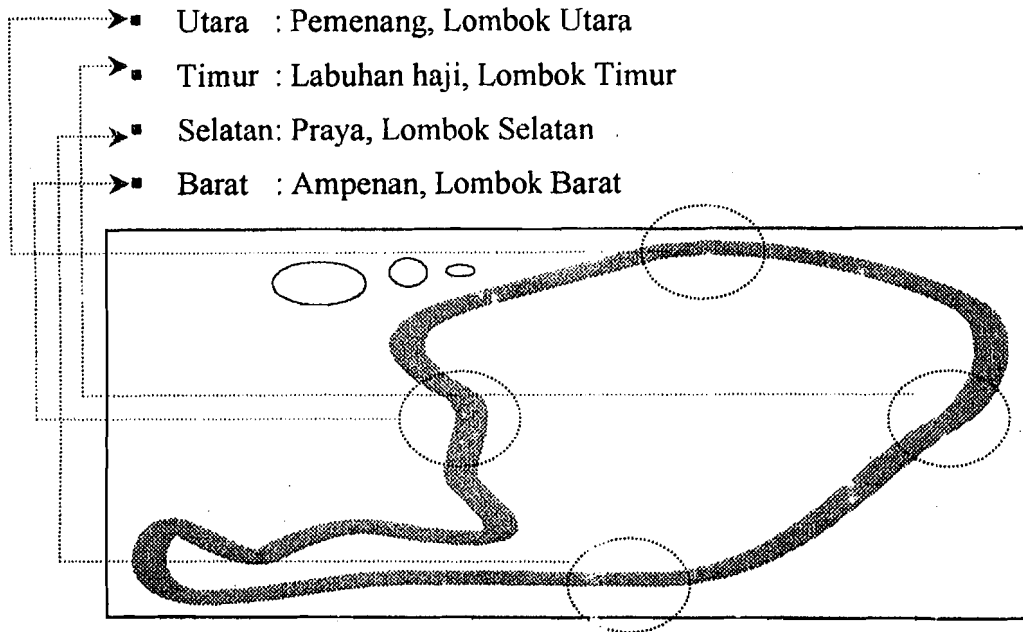 ▪ Utara : Pemenang, Lombok Utara
▪ Timur : Labuhan haji, Lombok Timur
▪ Selatan: Praya, Lombok Selatan
▪ Barat : Ampenan, Lombok Barat